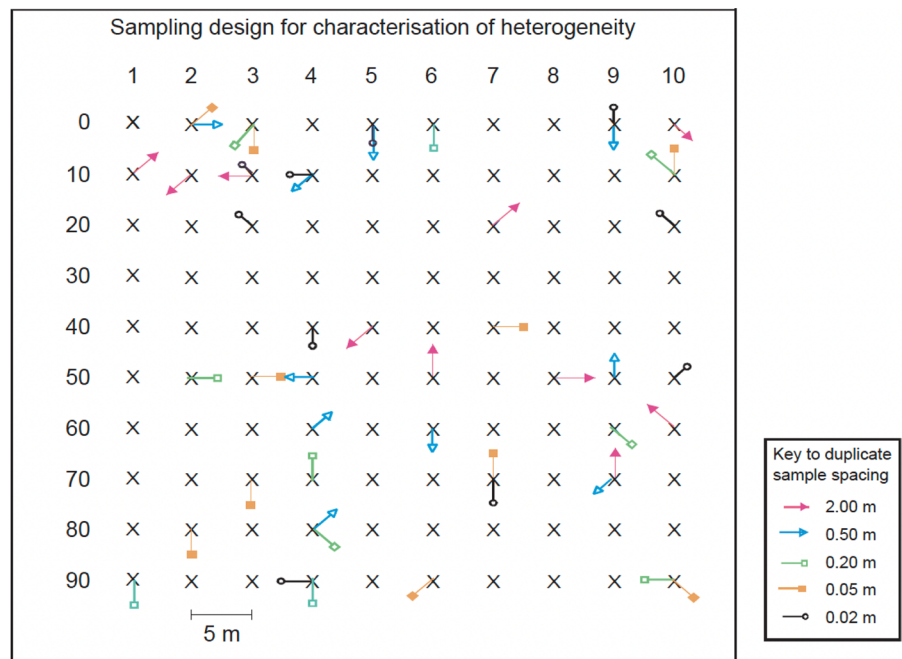 Sampling design for characterisation of heterogeneity
1 2 3 4 5 6 7 8 9 10
0
10
20
30
40
50
60
70
80
90
5 m
Key to duplicate
sample spacing
2.00 m
0.50 m
0.20 m
0.05 m
0.02 m